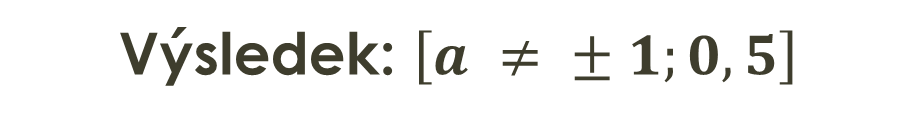 Výsledek: [a ≠ ± 1; 0, 5]